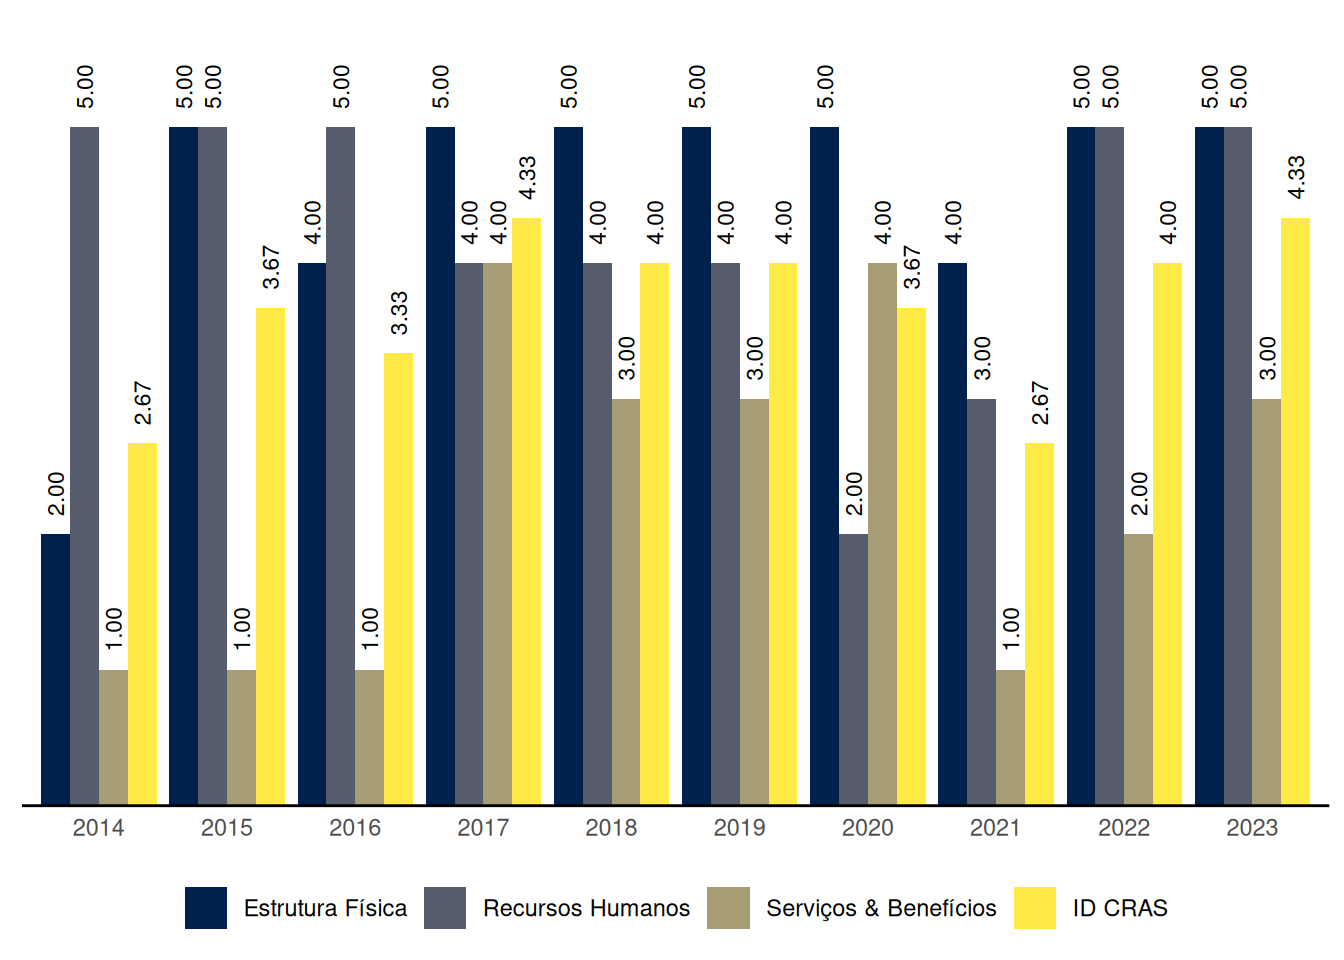 2.00 5.00 1.00 2.67 5.00 5.00 1.00 3.67 4.00 5.00 1.00 3.33 5.00 4.00 4.00 4.33 5.00 4.00 3.00 4.00 5.00 4.00 3.00 4.00 5.00 2.00 4.00 3.67 4.00 3.00 1.00 2.67 5.00 5.00 2.00 4.00 5.00 5.00 3.00 4.33
2014 2015 2016 2017 2018 2019 2020 2021 2022 2023
Estrutura Física Recursos Humanos Serviços & Benefícios ID CRAS